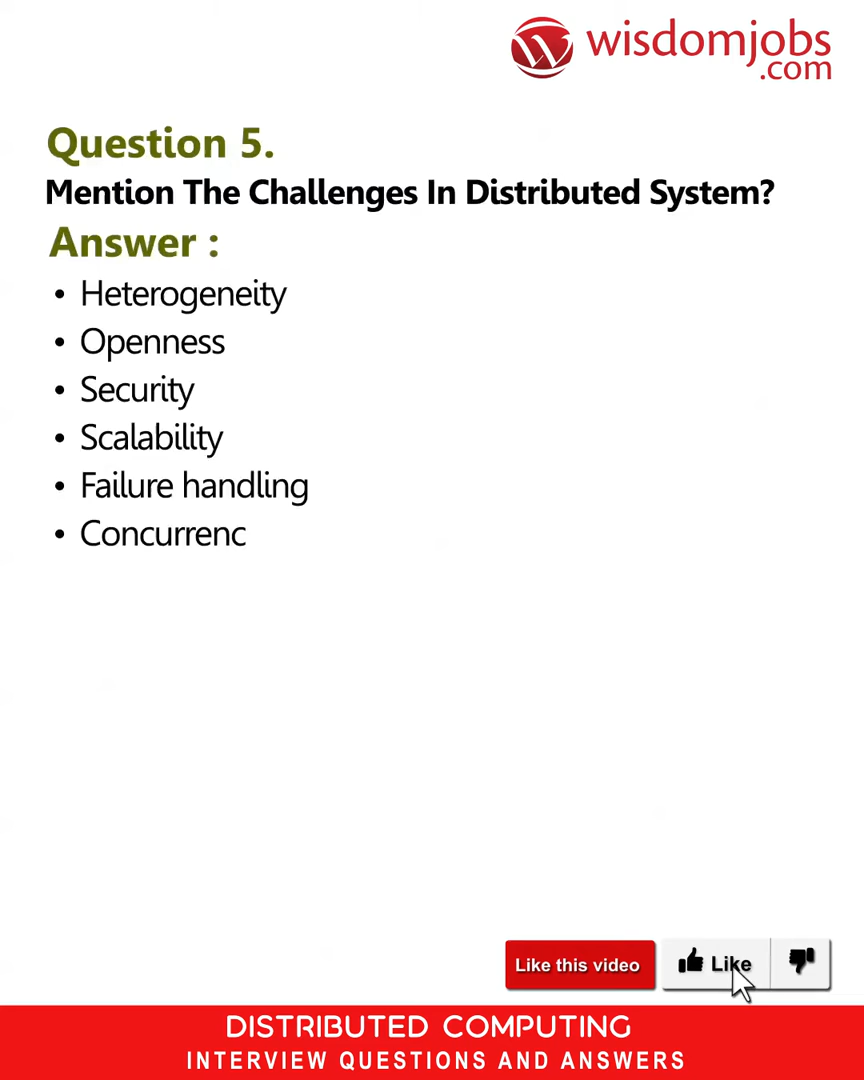 wisdomjobs
.com
Question 5.
Mention The Challenges In Distributed System?
Answer :
• Heterogeneity
• Openness
• Security
• Scalability
• Failure handling
• Concurrenc
Like this video
Like
DISTRIBUTED COMPUTING
INTERVIEW QUESTIONS AND ANSWERS